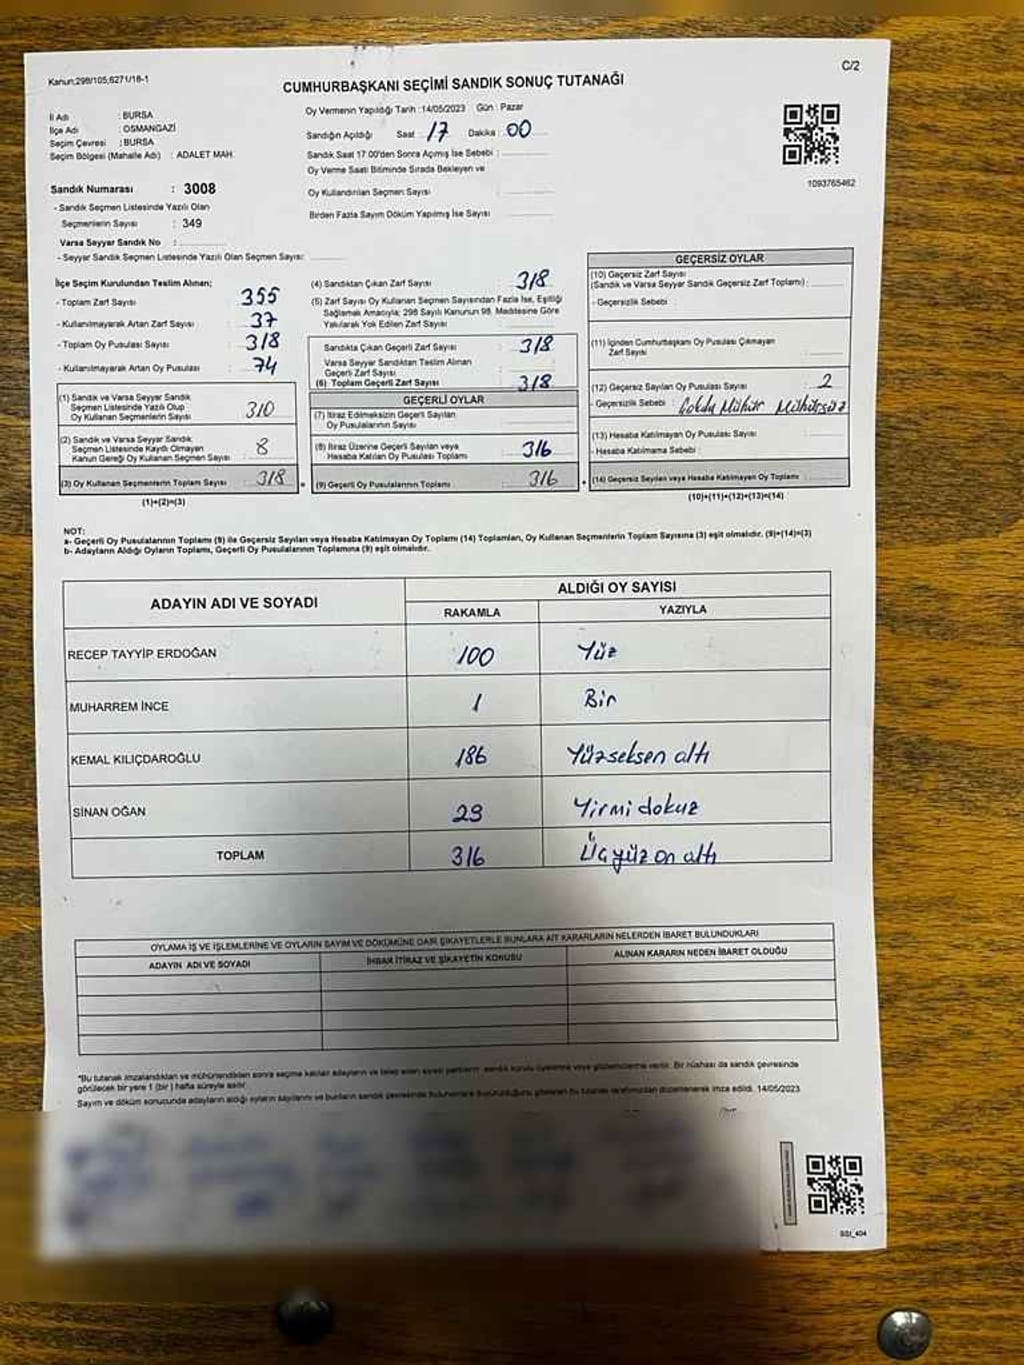 Kanun;298/105;6271/18-1
C/2
CUMHURBAŞKANI SEÇİMİ SANDIK SONUÇ TUTANAĞI
İl Adı : BURSA
İlçe Adı : OSMANGAZİ
Seçim Çevresi : BURSA
Seçim Bölgesi (Mahalle Adı) : ADALET MAH.
Oy Vermenin Yapıldığı Tarih :14/05/2023 Gün : Pazar
Sandığın Açıldığı Saat : 17 Dakika : 00
Sandık Saat 17:00'den Sonra Açılmış İse Sebebi :
Oy Verme Saati Bitiminde Sırada Bekleyen ve
Oy Kullandırılan Seçmen Sayısı :
Birden Fazla Sayım Döküm Yapılmış İse Sayısı :
1093765462
Sandık Numarası : 3008
- Sandık Seçmen Listesinde Yazılı Olan
Seçmenlerin Sayısı : 349
Varsa Seyyar Sandık No :
- Seyyar Sandık Seçmen Listesinde Yazılı Olan Seçmen Sayısı:
İlçe Seçim Kurulundan Teslim Alınan;
- Toplam Zarf Sayısı : 355
- Kullanılmayarak Artan Zarf Sayısı : 37
- Toplam Oy Pusulası Sayısı : 318
- Kullanılmayarak Artan Oy Pusulası : 74
(1) Sandık ve Varsa Seyyar Sandık
Seçmen Listesinde Yazılı Olup
Oy Kullanan Seçmenlerin Sayısı : 310
(2) Sandık ve Varsa Seyyar Sandık
Seçmen Listesinde Kayıtlı Olmayan
Kanun Gereği Oy Kullanan Seçmen Sayısı : 8
(3) Oy Kullanan Seçmenlerin Toplam Sayısı : 318
(1)+(2)=(3)
(4) Sandıktan Çıkan Zarf Sayısı : 318
(5) Zarf Sayısı Oy Kullanan Seçmen Sayısından Fazla İse, Eşitliği
Sağlamak Amacıyla; 298 Sayılı Kanunun 98. Maddesine Göre
Yakılarak Yok Edilen Zarf Sayısı :
Sandıkta Çıkan Geçerli Zarf Sayısı : 318
Varsa Seyyar Sandıktan Teslim Alınan
Geçerli Zarf Sayısı :
(6) Toplam Geçerli Zarf Sayısı : 318
GEÇERLİ OYLAR
(7) İtiraz Edilmeksizin Geçerli Sayılan
Oy Pusulalarının Sayısı :
(8) İtiraz Üzerine Geçerli Sayılan veya
Hesaba Katılan Oy Pusulası Toplamı : 316
(9) Geçerli Oy Pusulalarının Toplamı : 316
GEÇERSİZ OYLAR
(10) Geçersiz Zarf Sayısı
(Sandık ve Varsa Seyyar Sandık Geçersiz Zarf Toplamı) :
- Geçersizlik Sebebi :
(11) İçinden Cumhurbaşkanı Oy Pusulası Çıkmayan
Zarf Sayısı :
(12) Geçersiz Sayılan Oy Pusulası Sayısı : 2
- Geçersizlik Sebebi : Çoklu Mühür Mühürsüz
(13) Hesaba Katılmayan Oy Pusulası Sayısı :
- Hesaba Katılmama Sebebi :
(14) Geçersiz Sayılan veya Hesaba Katılmayan Oy Toplamı :
(10)+(11)+(12)+(13)=(14)
NOT:
a- Geçerli Oy Pusulalarının Toplamı (9) ile Geçersiz Sayılan veya Hesaba Katılmayan Oy Toplamı (14) Toplamları, Oy Kullanan Seçmenlerin Toplam Sayısına (3) eşit olmalıdır. (9)+(14)=(3)
b- Adayların Aldığı Oyların Toplamı, Geçerli Oy Pusulalarının Toplamına (9) eşit olmalıdır.
ADAYIN ADI VE SOYADI
ALDIĞI OY SAYISI
RAKAMLA YAZIYLA
RECEP TAYYİP ERDOĞAN 100 Yüz
MUHARREM İNCE 1 Bir
KEMAL KILIÇDAROĞLU 186 Yüzseksen altı
SİNAN OĞAN 29 Yirmi dokuz
TOPLAM 316 Üçyüz on altı
OYLAMA İŞ VE İŞLEMLERİNE VE OYLARIN SAYIM VE DÖKÜMÜNE DAİR ŞİKAYETLERLE BUNLARA AİT KARARLARIN NELERDEN İBARET BULUNDUKLARI
ADAYIN ADI VE SOYADI İHBAR İTİRAZ VE ŞİKAYETİN KONUSU ALINAN KARARIN NEDEN İBARET OLDUĞU
*Bu tutanak imzalandıktan ve mühürlendikten sonra seçime katılan adayların ve talep eden siyasi partilerin sandık kurulu üyelerine veya gözlemcilerine verilir. Bir nüshası da sandık çevresinde
görülecek bir yere 1 (bir) hafta süreyle asılır.
Sayım ve döküm sonucunda adayların aldığı oyların sayılarını ve bunların sandık çevresinde bulunanlara duyurulduğunu gösteren bu tutanak tarafımızdan düzenlenerek imza edildi. 14/05/2023
SSt_404